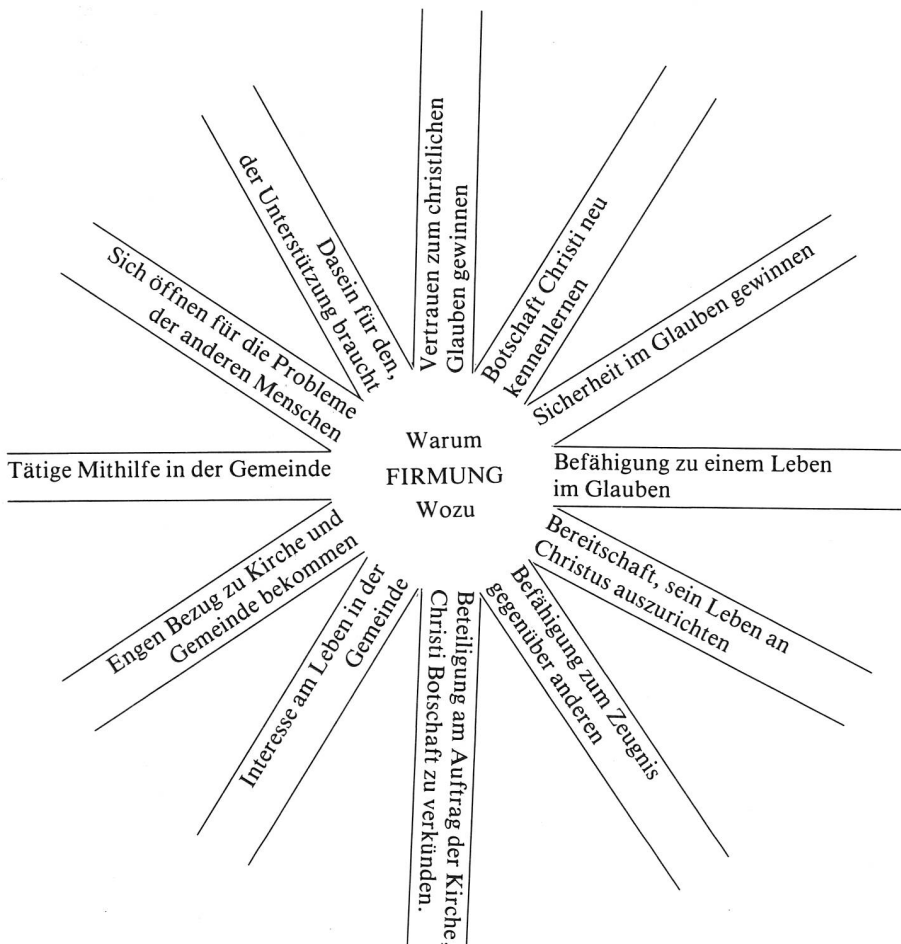 Warum
FIRMUNG
Wozu
Vertrauen zum christlichen
Glauben gewinnen
Botschaft Christi neu
kennenlernen
Sicherheit im Glauben gewinnen
Befähigung zu einem Leben
im Glauben
Bereitschaft, sein Leben an
Christus auszurichten
Befähigung zum Zeugnis
gegenüber anderen
Beteiligung am Auftrag der Kirche,
Christi Botschaft zu verkünden.
Interesse am Leben in der
Gemeinde
Engen Bezug zu Kirche und
Gemeinde bekommen
Tätige Mithilfe in der Gemeinde
Sich öffnen für die Probleme
der anderen Menschen
Dasein für den,
der Unterstützung braucht